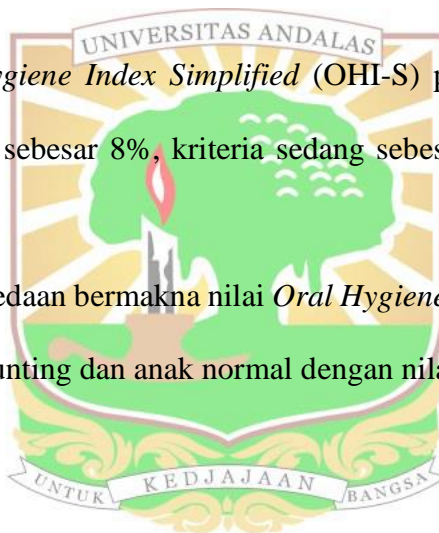 UNIVERSITAS ANDALAS
Hygiene Index Simplified (OHI-S) p
sebesar 8%, kriteria sedang sebes
edaan bermakna nilai Oral Hygiene
unting dan anak normal dengan nila
UNTUK KEDJAJAAN BANGSA